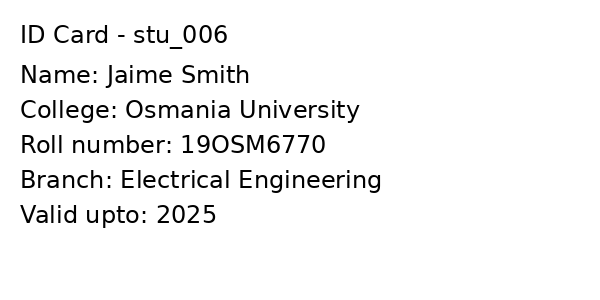 ID Card - stu_006
Name: Jaime Smith
College: Osmania University
Roll number: 19OSM6770
Branch: Electrical Engineering
Valid upto: 2025